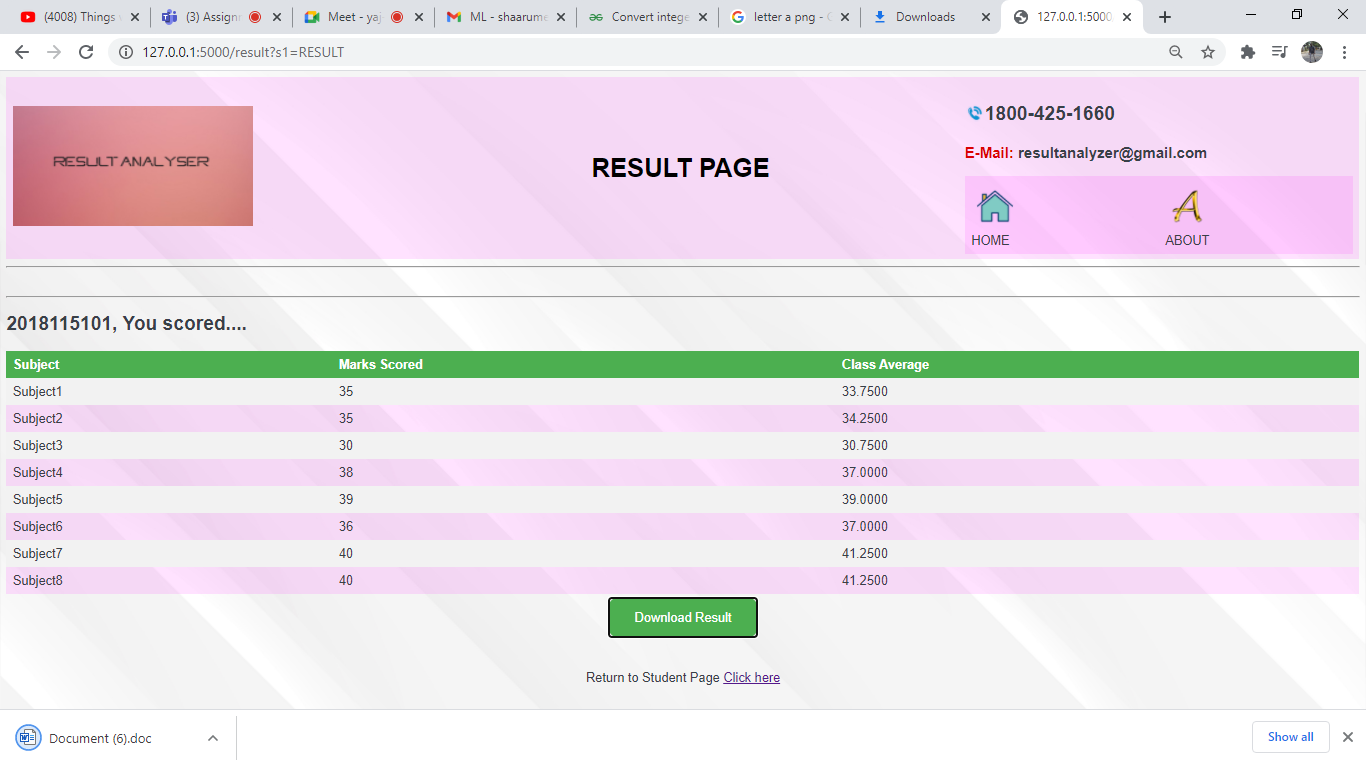 (4008) Things
(3) Assignm
Meet - yaj
ML - shaarume
Convert intege
letter a png -
Downloads
127.0.0.1:5000
127.0.0.1:5000/result?s1=RESULT
RESULT ANALYSER
RESULT PAGE
1800-425-1660
E-Mail: resultanalyzer@gmail.com
HOME ABOUT
2018115101, You scored....
Subject Marks Scored Class Average
Subject1 35 33.7500
Subject2 35 34.2500
Subject3 30 30.7500
Subject4 38 37.0000
Subject5 39 39.0000
Subject6 36 37.0000
Subject7 40 41.2500
Subject8 40 41.2500
Download Result
Return to Student Page Click here
Document (6).doc
Show all